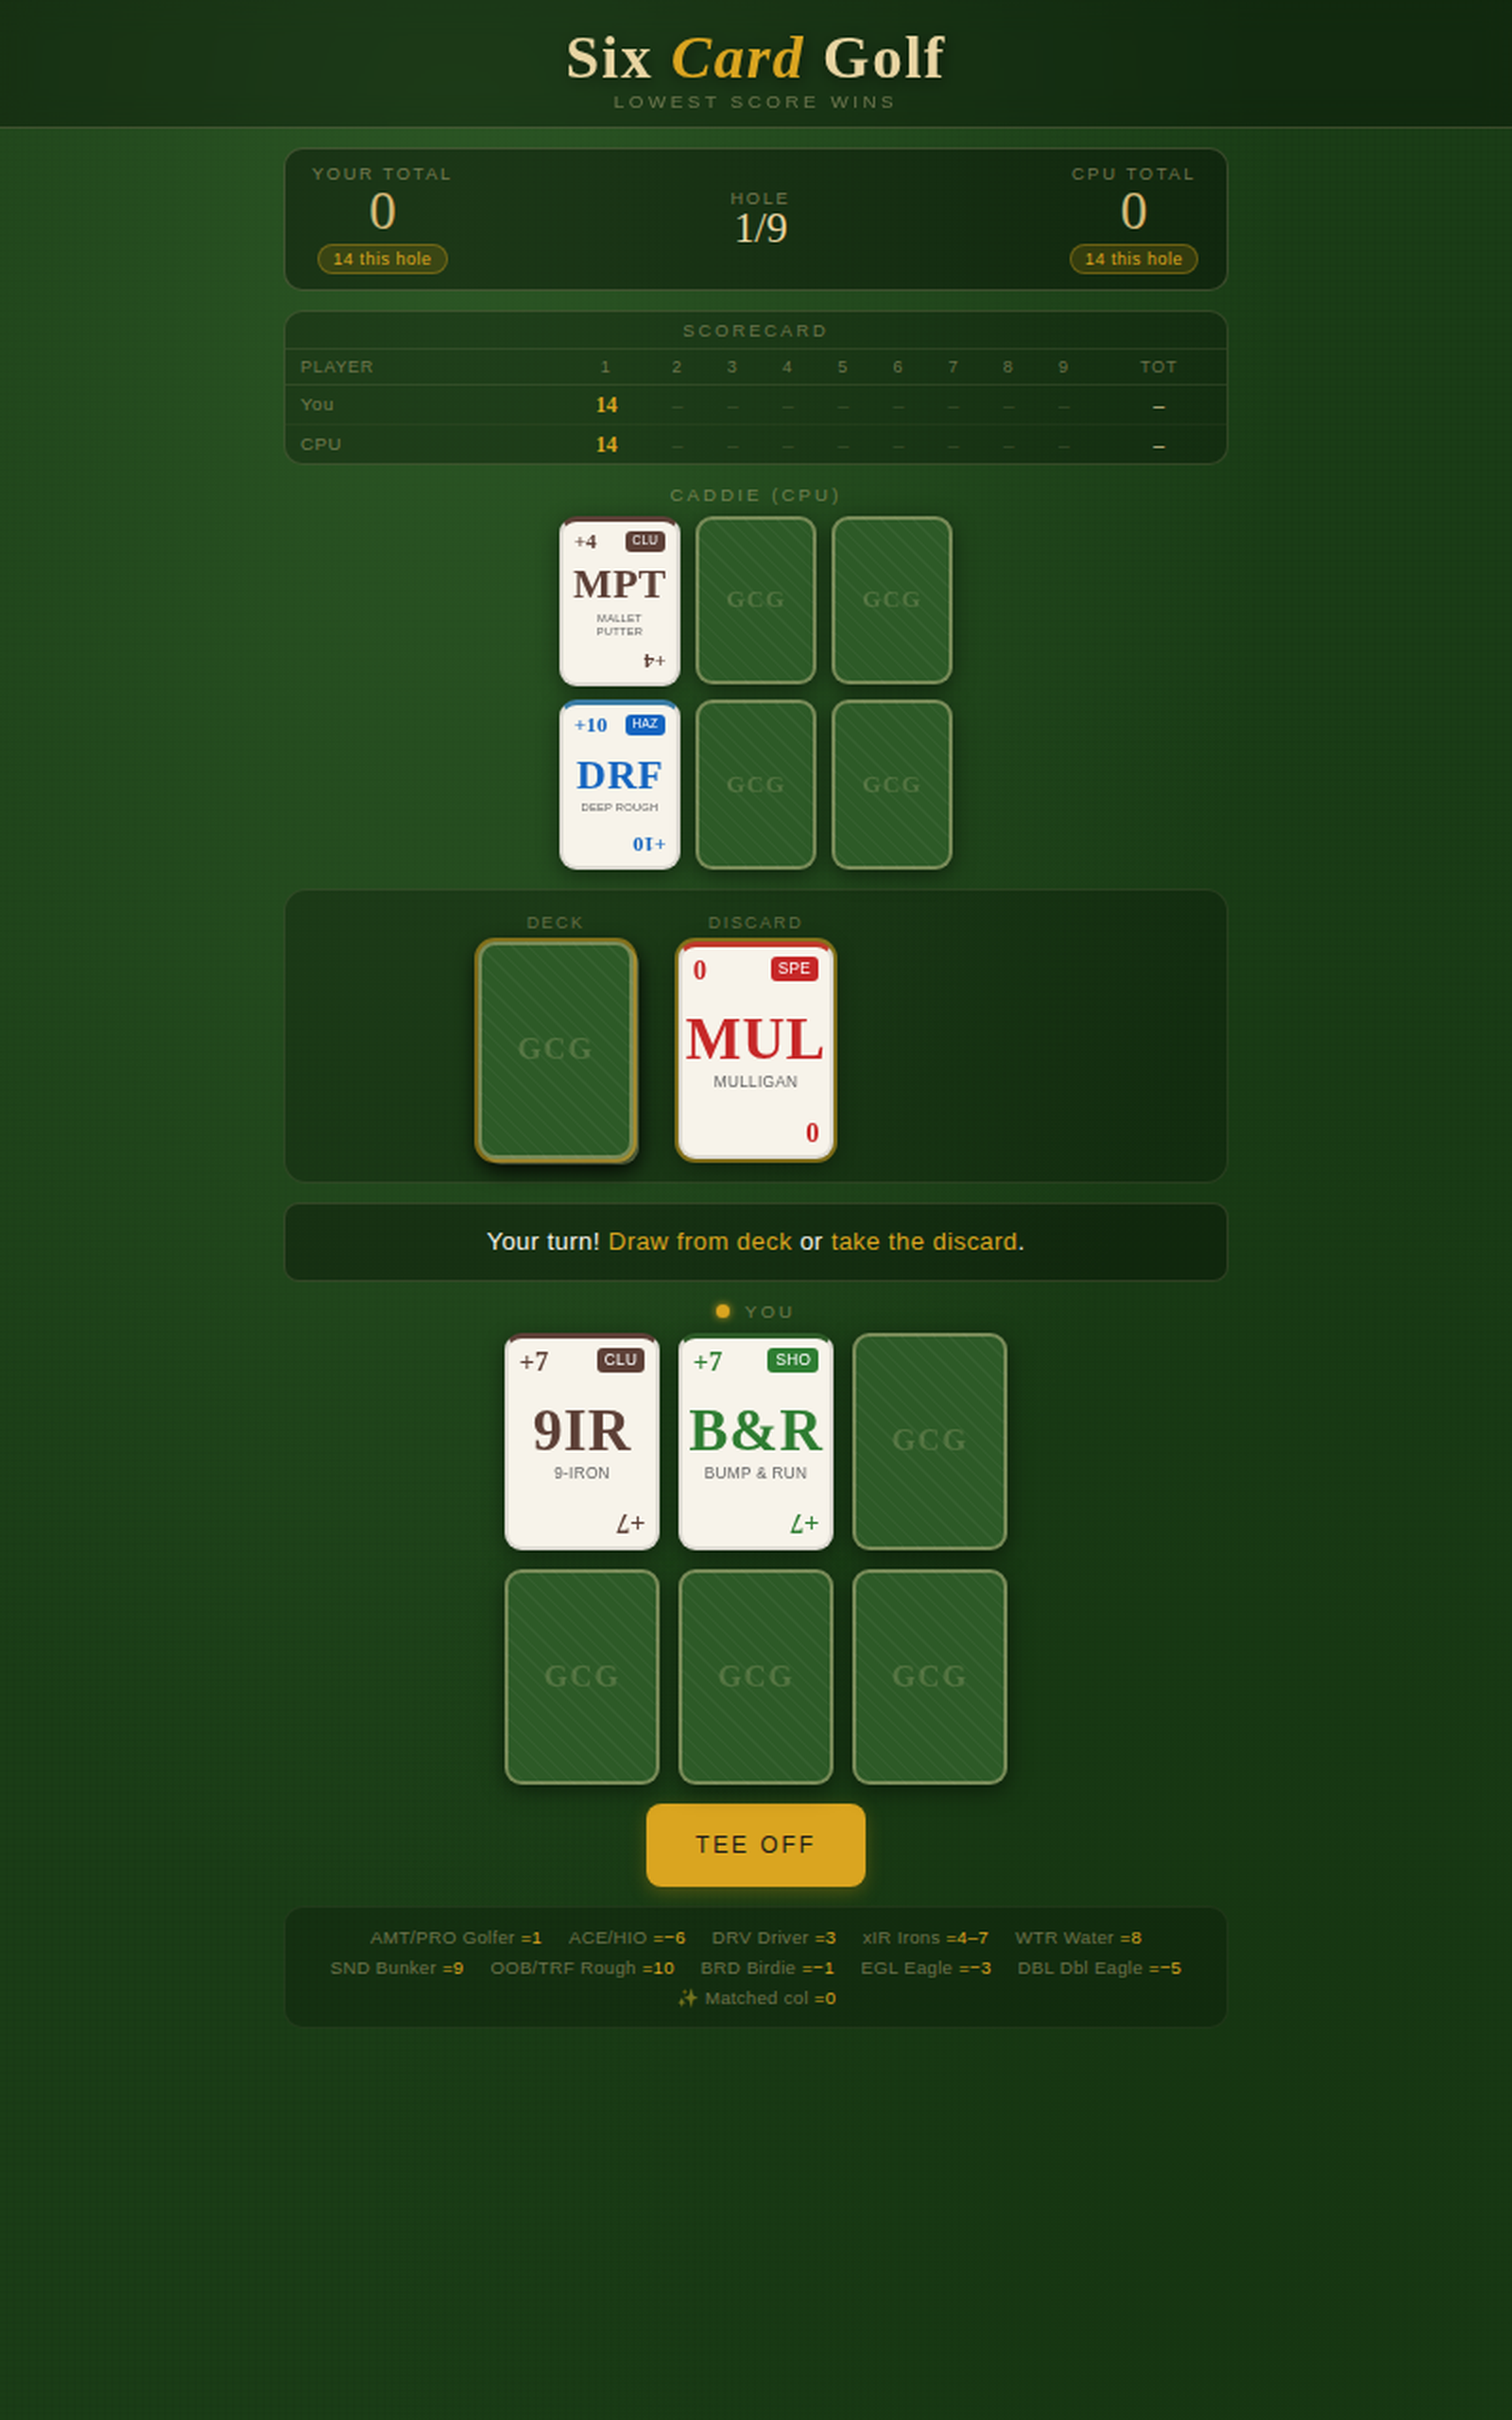 Six Card Golf
LOWEST SCORE WINS
YOUR TOTAL
0
14 this hole
HOLE
1/9
CPU TOTAL
0
14 this hole
SCORECARD
PLAYER 1 2 3 4 5 6 7 8 9 TOT
You 14 – – – – – – – – –
CPU 14 – – – – – – – – –
CADDIE (CPU)
+4 CLU
MPT
MALLET
PUTTER
+4
GCG
GCG
+10 HAZ
DRF
DEEP ROUGH
+10
GCG
GCG
DECK
GCG
DISCARD
0 SPE
MUL
MULLIGAN
0
Your turn! Draw from deck or take the discard.
YOU
+7 CLU
9IR
9-IRON
+7
+7 SHO
B&R
BUMP & RUN
+7
GCG
GCG
GCG
GCG
TEE OFF
AMT/PRO Golfer =1 ACE/HIO =−6 DRV Driver =3 xIR Irons =4–7 WTR Water =8
SND Bunker =9 OOB/TRF Rough =10 BRD Birdie =−1 EGL Eagle =−3 DBL Dbl Eagle =−5
✨ Matched col =0